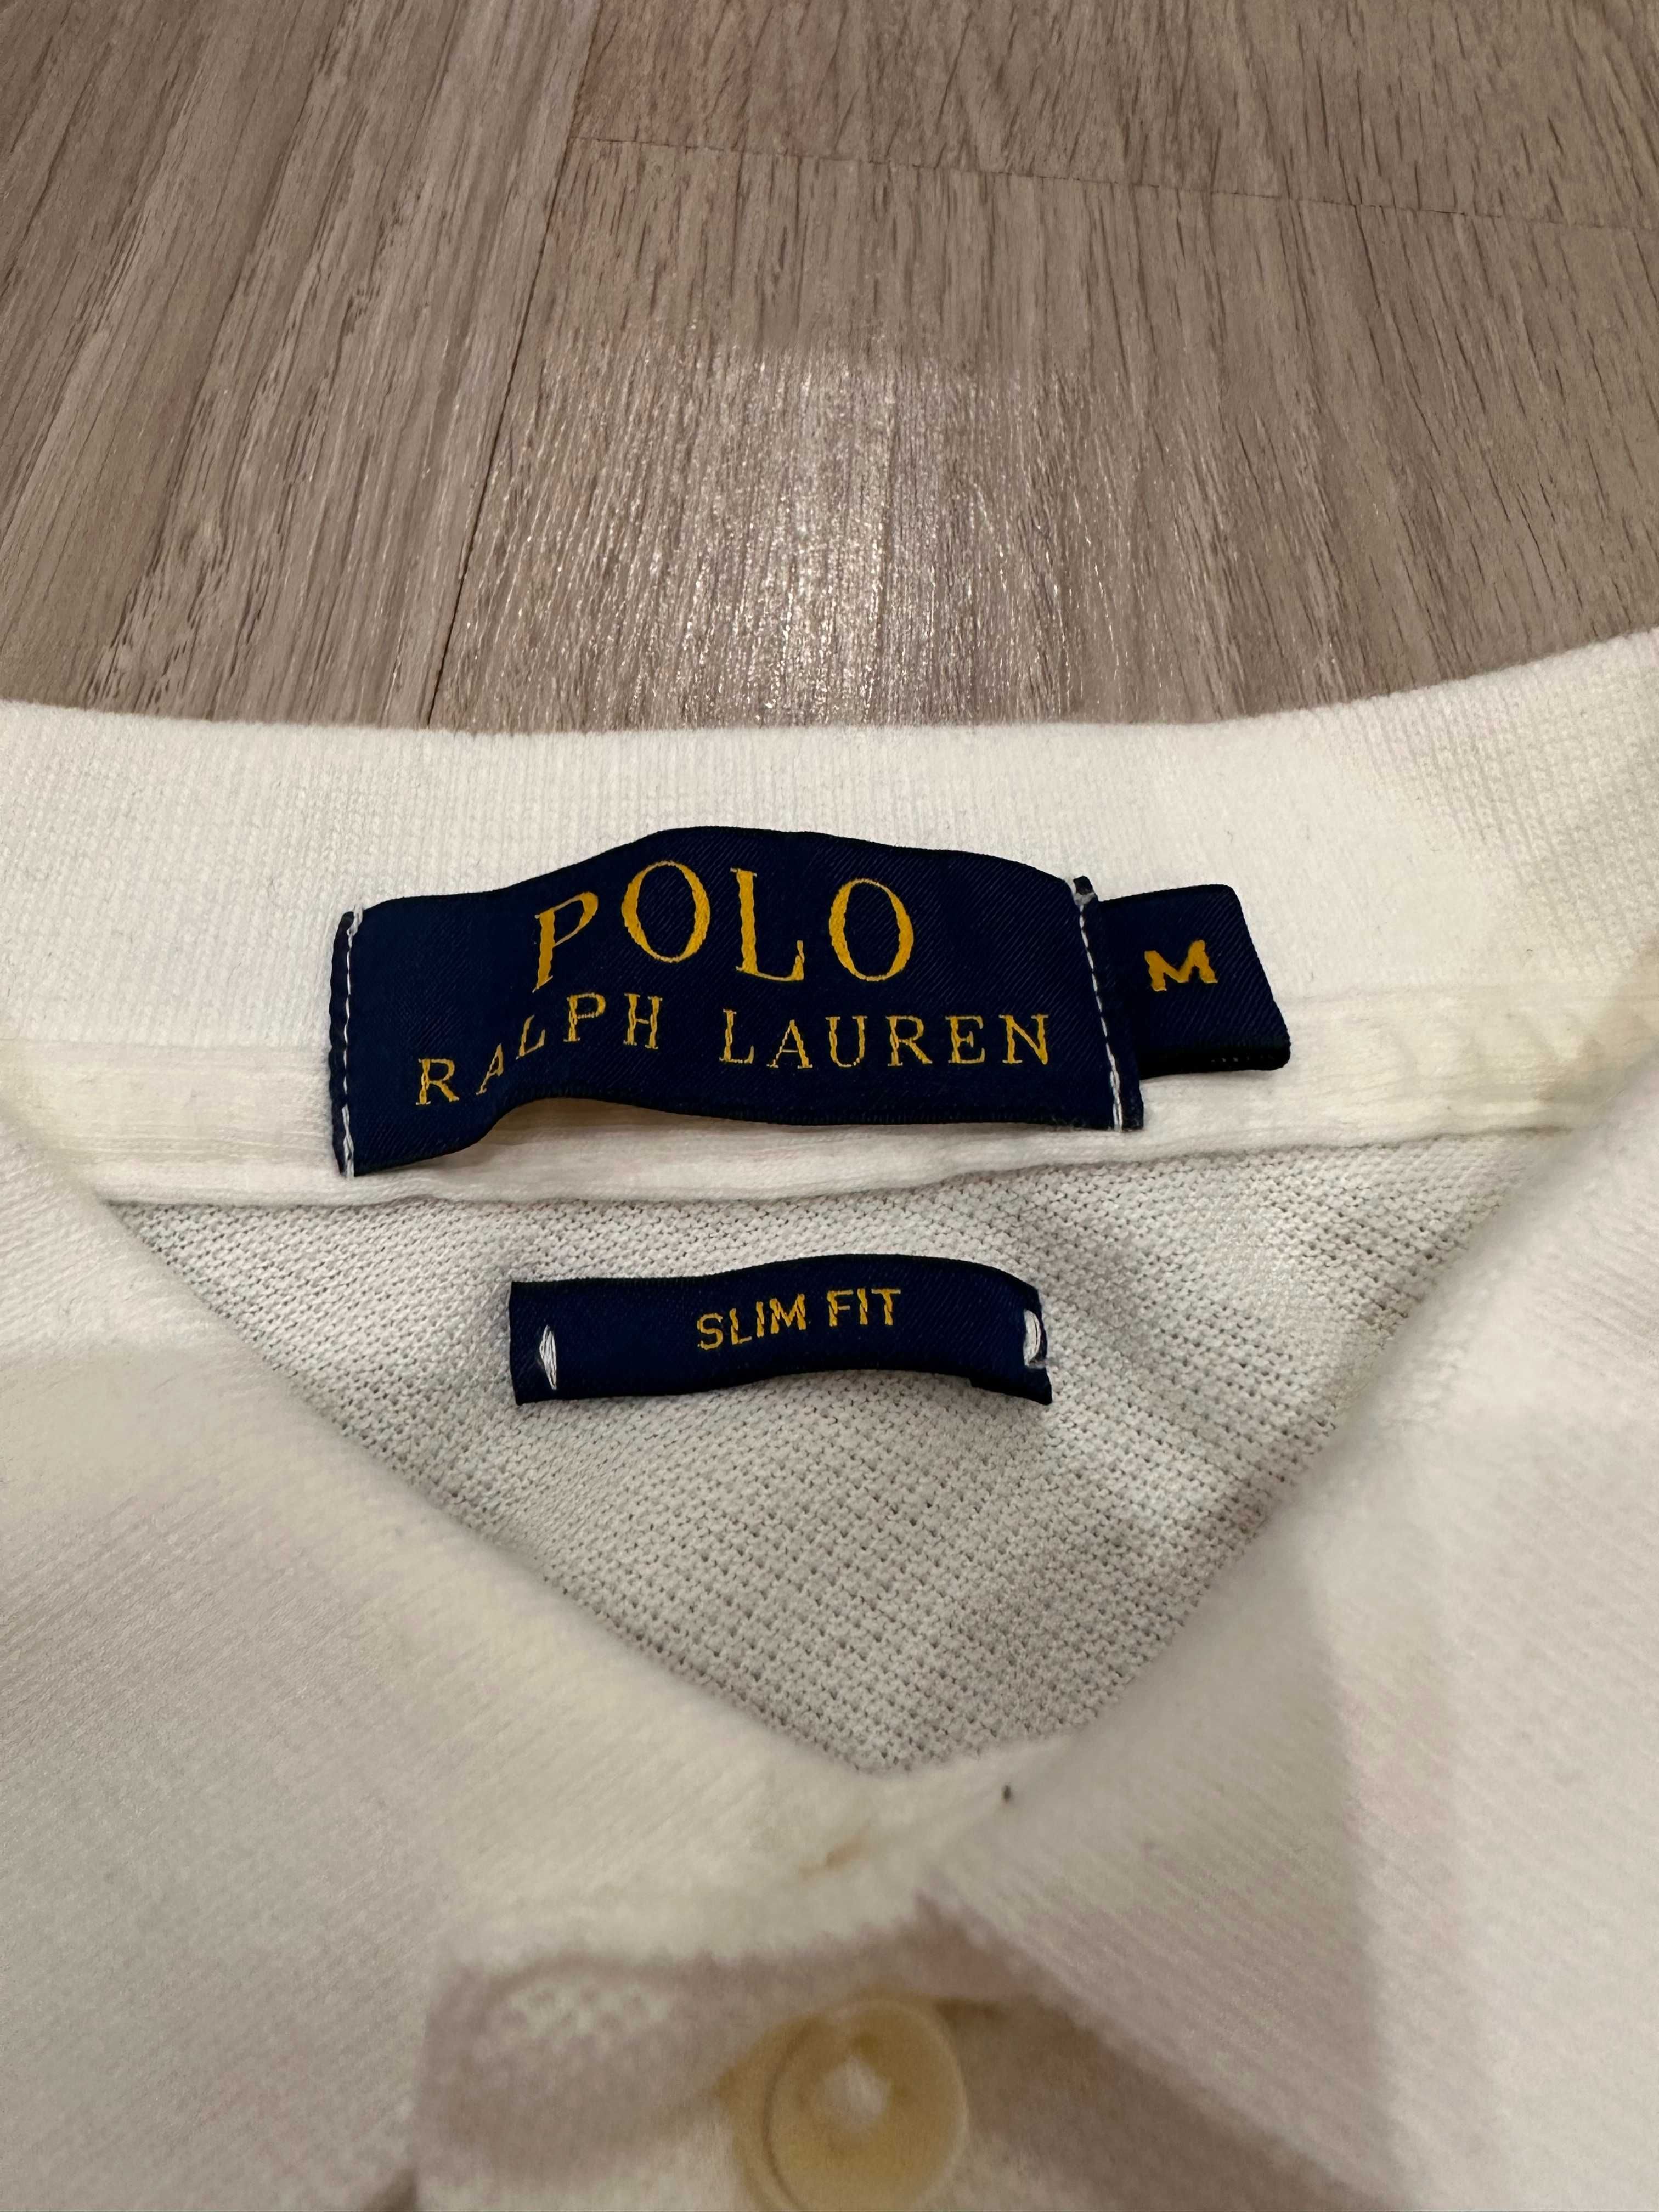 POLO
RALPH LAUREN
M
SLIM FIT